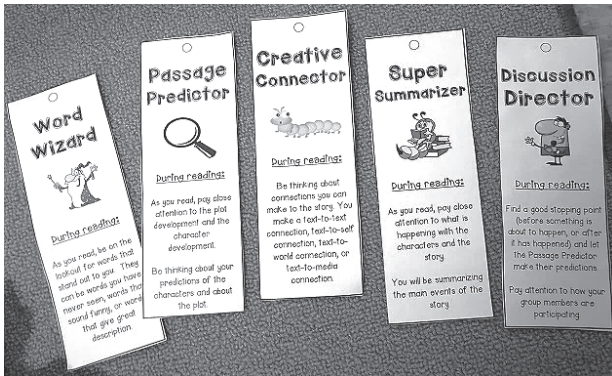 Word
Wizard
During reading:
As you read, be on the
lookout for words that
stand out to you. They
can be words you have
never seen, words that
sound funny, or words
that give great
description.
Passage
Predictor
During reading:
As you read, pay close
attention to the plot
development and the
character
development.
Be thinking about your
predictions of the
characters and about
the plot.
Creative
Connector
During reading:
Be thinking about
connections you can
make to the story. You
make a text-to-text
connection, text-to-self
connection, text-to-
world connection, or
text-to-media
connection.
Super
Summarizer
During reading:
As you read, pay close
attention to what is
happening with the
characters and the
story.
You will be summarizing
the main events of the
story
Discussion
Director
During reading:
Find a good stopping point
(before something is
about to happen, or after
it has happened) and let
the Passage Predictor
make their predictions.
Pay attention to how your
group members are
participating